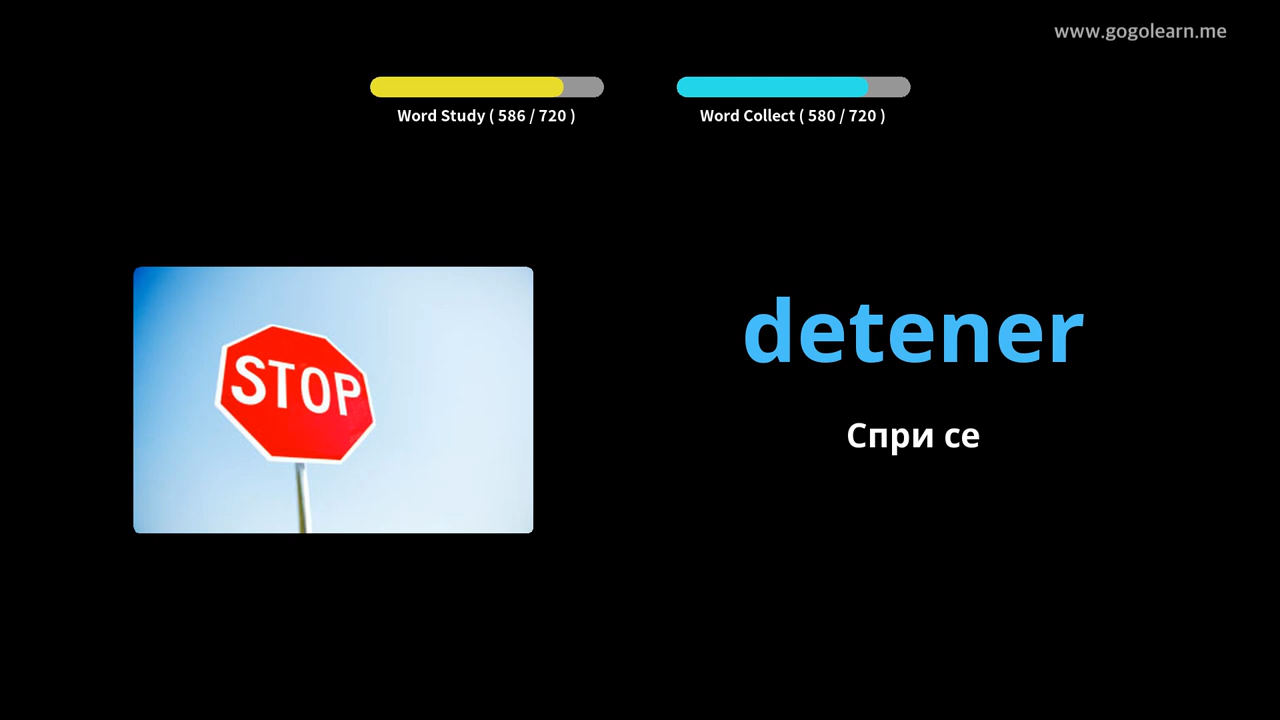 www.gogolearn.me
Word Study ( 586 / 720 )
Word Collect ( 580 / 720 )
STOP
detener
Спри се